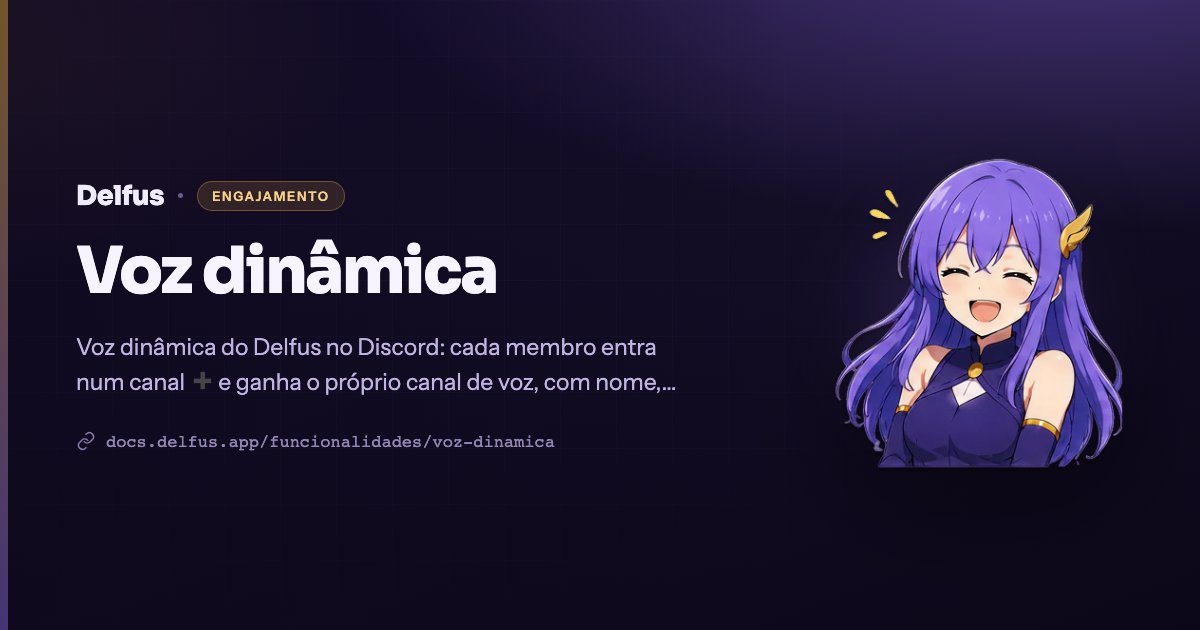 Delfus • ENGAJAMENTO
Voz dinâmica
Voz dinâmica do Delfus no Discord: cada membro entra
num canal ➕ e ganha o próprio canal de voz, com nome,...
docs.delfus.app/funcionalidades/voz-dinamica